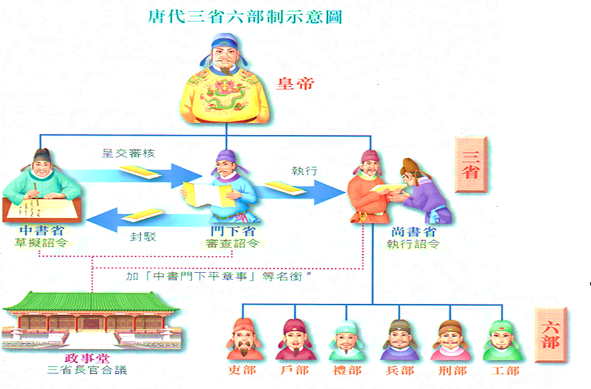 唐代三省六部制示意圖
皇帝
三省
呈交審核
執行
封駁
中書省
草擬詔令
門下省
審查詔令
尚書省
執行詔令
加「中書門下平章事」等名銜”
政事堂
三省長官合議
六部
吏部
戶部
禮部
兵部
刑部
工部